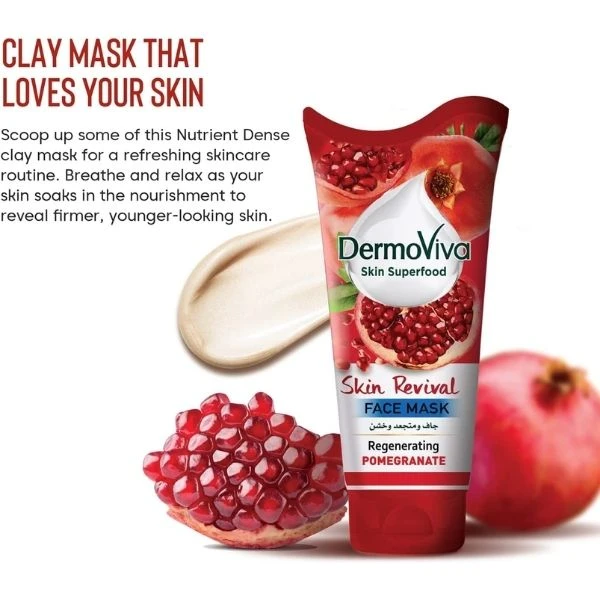 CLAY MASK THAT
LOVES YOUR SKIN
Scoop up some of this Nutrient Dense
clay mask for a refreshing skincare
routine. Breathe and relax as your
skin soaks in the nourishment to
reveal firmer, younger-looking skin.
DermoViva
Skin Superfood
Skin Revival
FACE MASK
جاف ومتجعد وخشن
Regenerating
POMEGRANATE